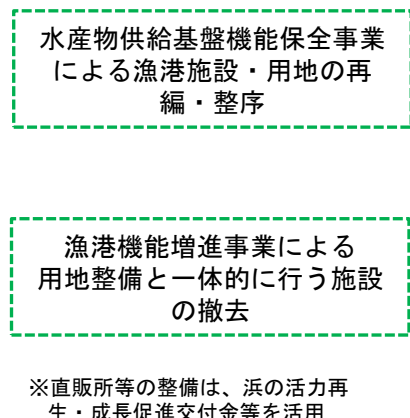 水産物供給基盤機能保全事業
による漁港施設・用地の再
編・整序
漁港機能増進事業による
用地整備と一体的に行う施設
の撤去
※直販所等の整備は、浜の活力再
生・成長促進交付金等を活用